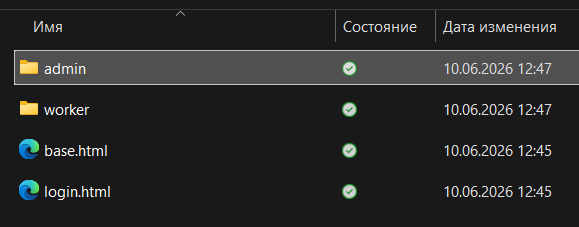 Имя Состояние Дата изменения
admin 10.06.2026 12:47
worker 10.06.2026 12:47
base.html 10.06.2026 12:45
login.html 10.06.2026 12:45